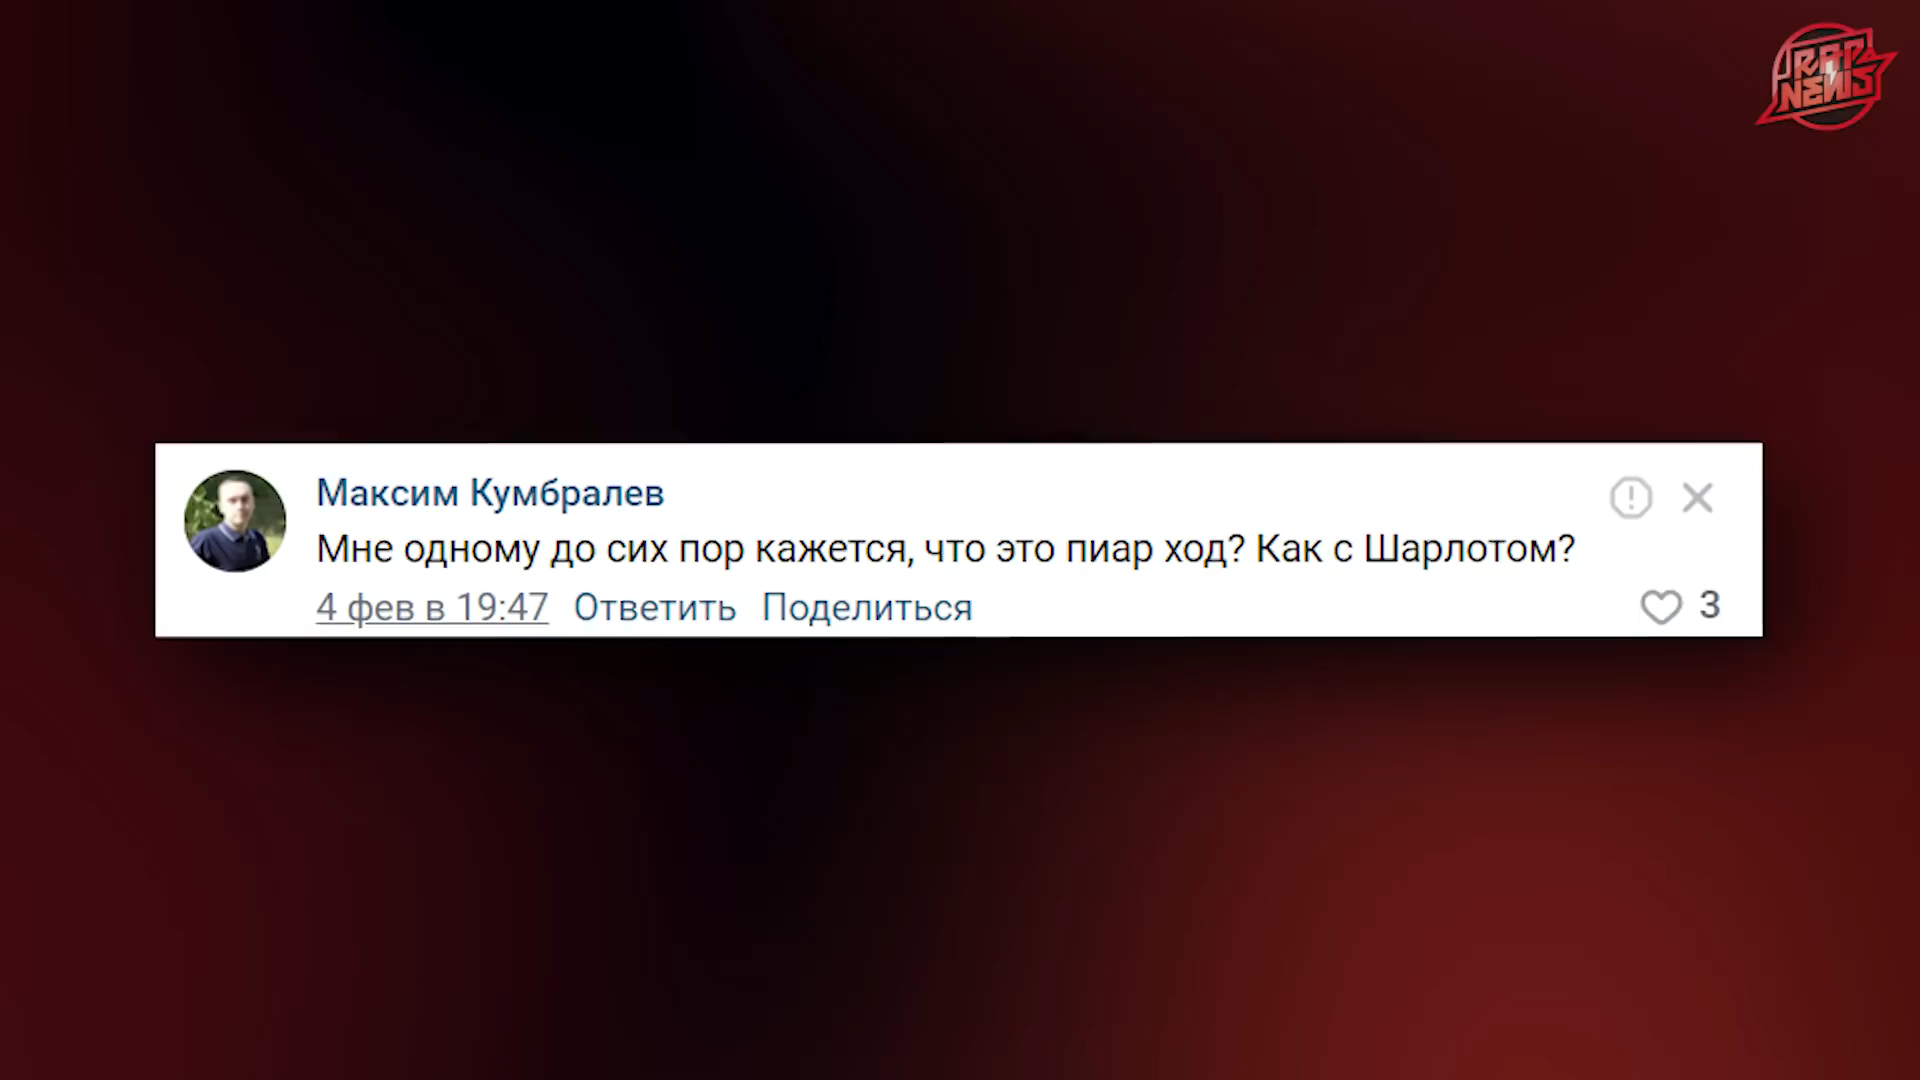 RAP
NEWS
Максим Кумбралев
Мне одному до сих пор кажется, что это пиар ход? Как с Шарлотом?
4 фев в 19:47 Ответить Поделиться
3